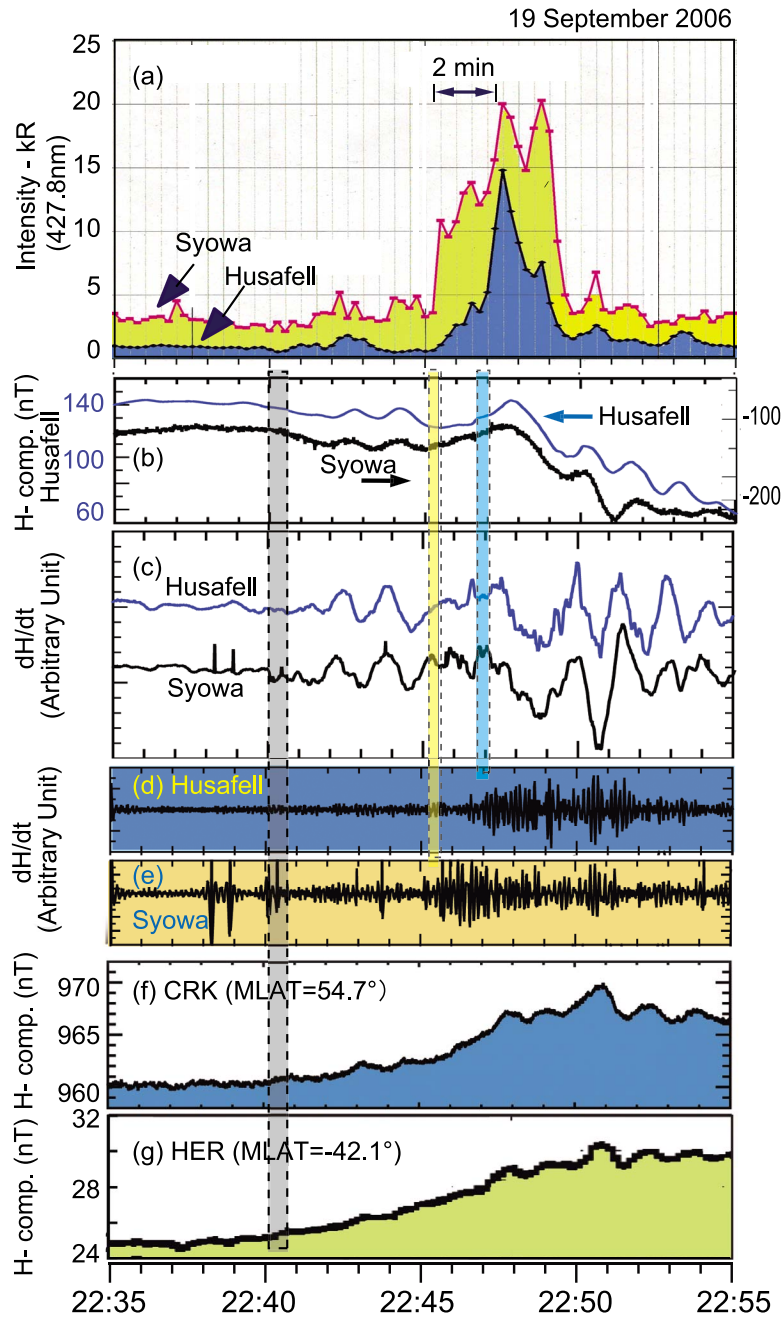 19 September 2006
25
20
15
10
5
0
Intensity - kR
(427.8nm)
(a)
2 min
Syowa
Husafell
140
100
60
H- comp. (nT)
Husafell
(b)
Syowa
Husafell
-100
-200
(c)
Husafell
Syowa
dH/dt
(Arbitrary Unit)
(d) Husafell
dH/dt
(Arbitrary Unit)
(e)
Syowa
970
965
960
H- comp. (nT)
(f) CRK (MLAT=54.7°)
32
28
24
H- comp. (nT)
(g) HER (MLAT=-42.1°)
22:35 22:40 22:45 22:50 22:55